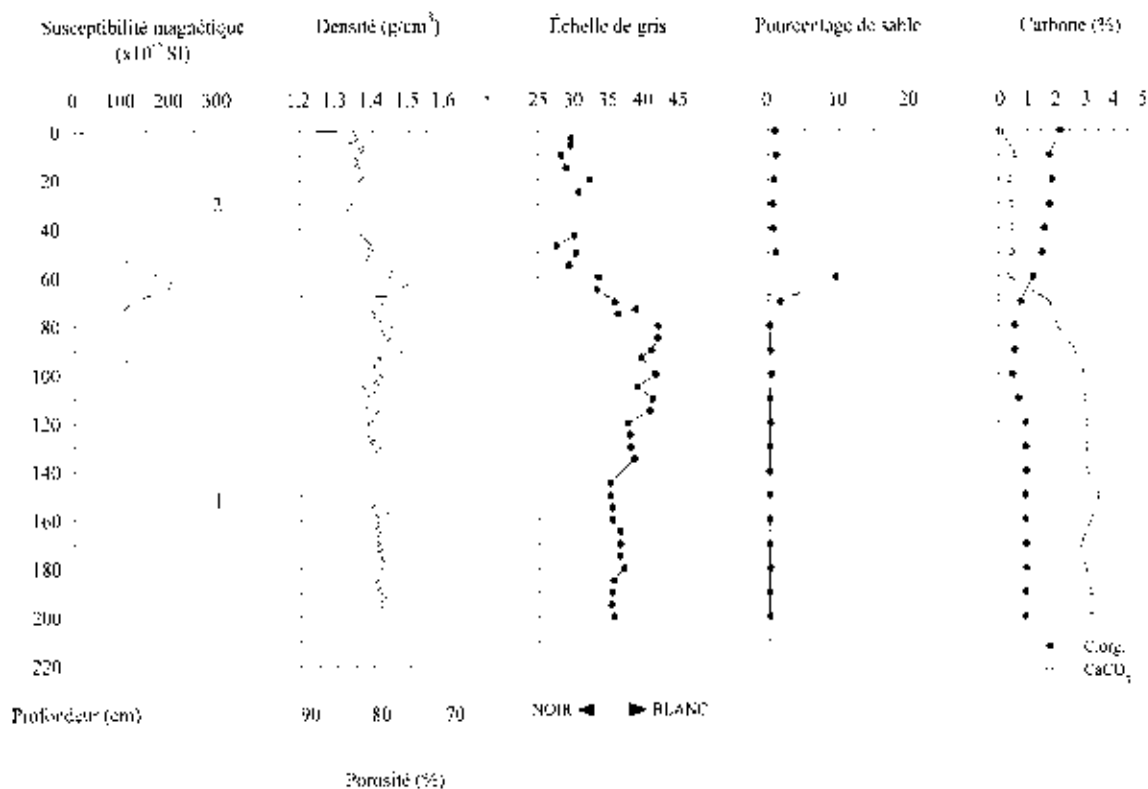 Susceptibilité magnétique
(x10⁻⁵ SI)
Densité (g/cm³)
Échelle de gris
Pourcentage de sable
Carbone (%)
0 100 200 300
1.2 1.3 1.4 1.5 1.6
25 30 35 40 45
0 10 20
0 1 2 3 4 5
0
20
40
60
80
100
120
140
160
180
200
220
2
1
C.org.
CaCO₃
Profondeur (cm)
90 80 70
NOIR ◄ ► BLANC
Porosité (%)